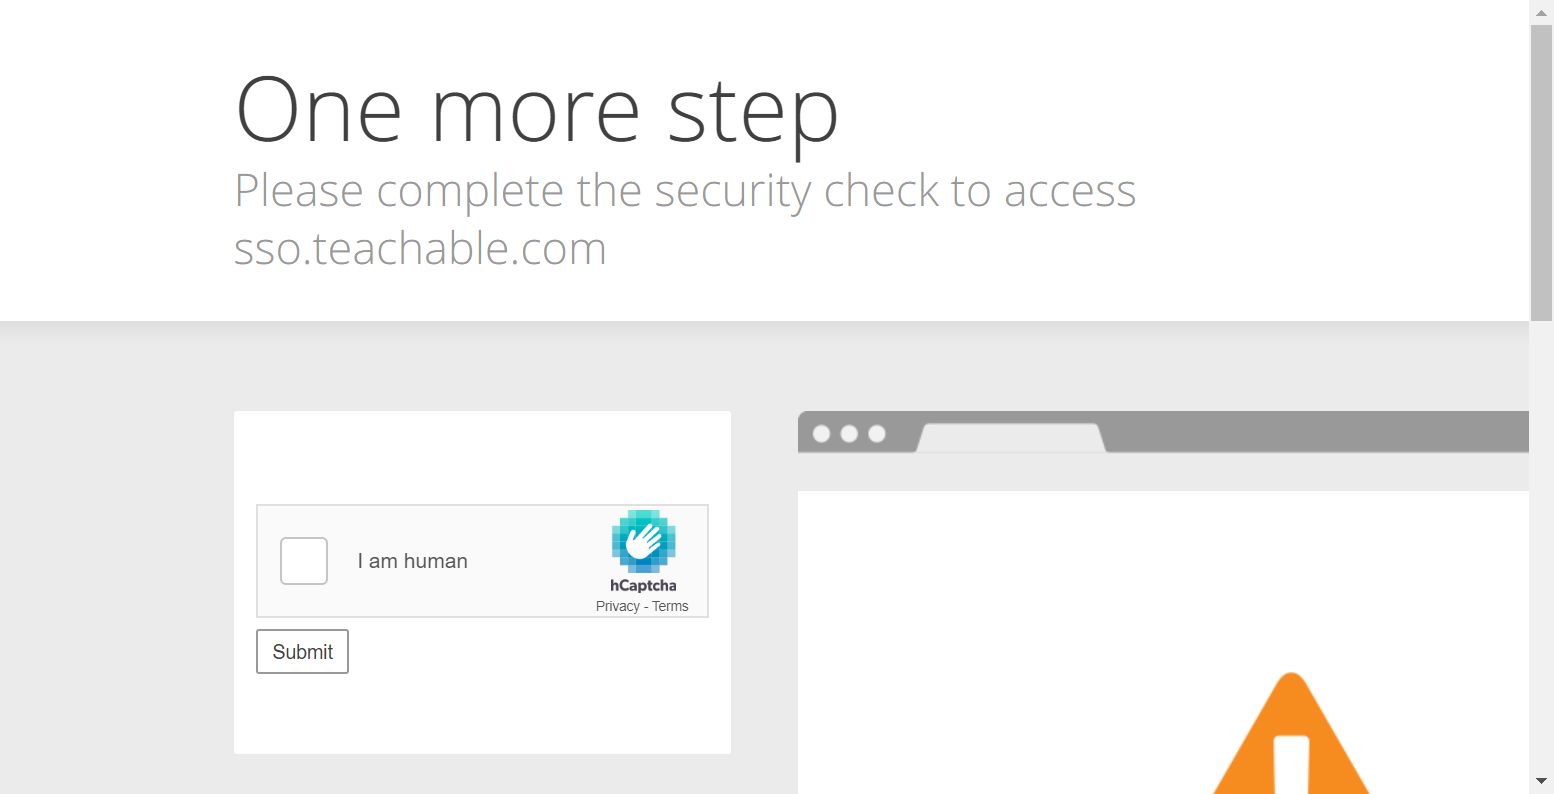 One more step
Please complete the security check to access
sso.teachable.com
I am human
hCaptcha
Privacy - Terms
Submit